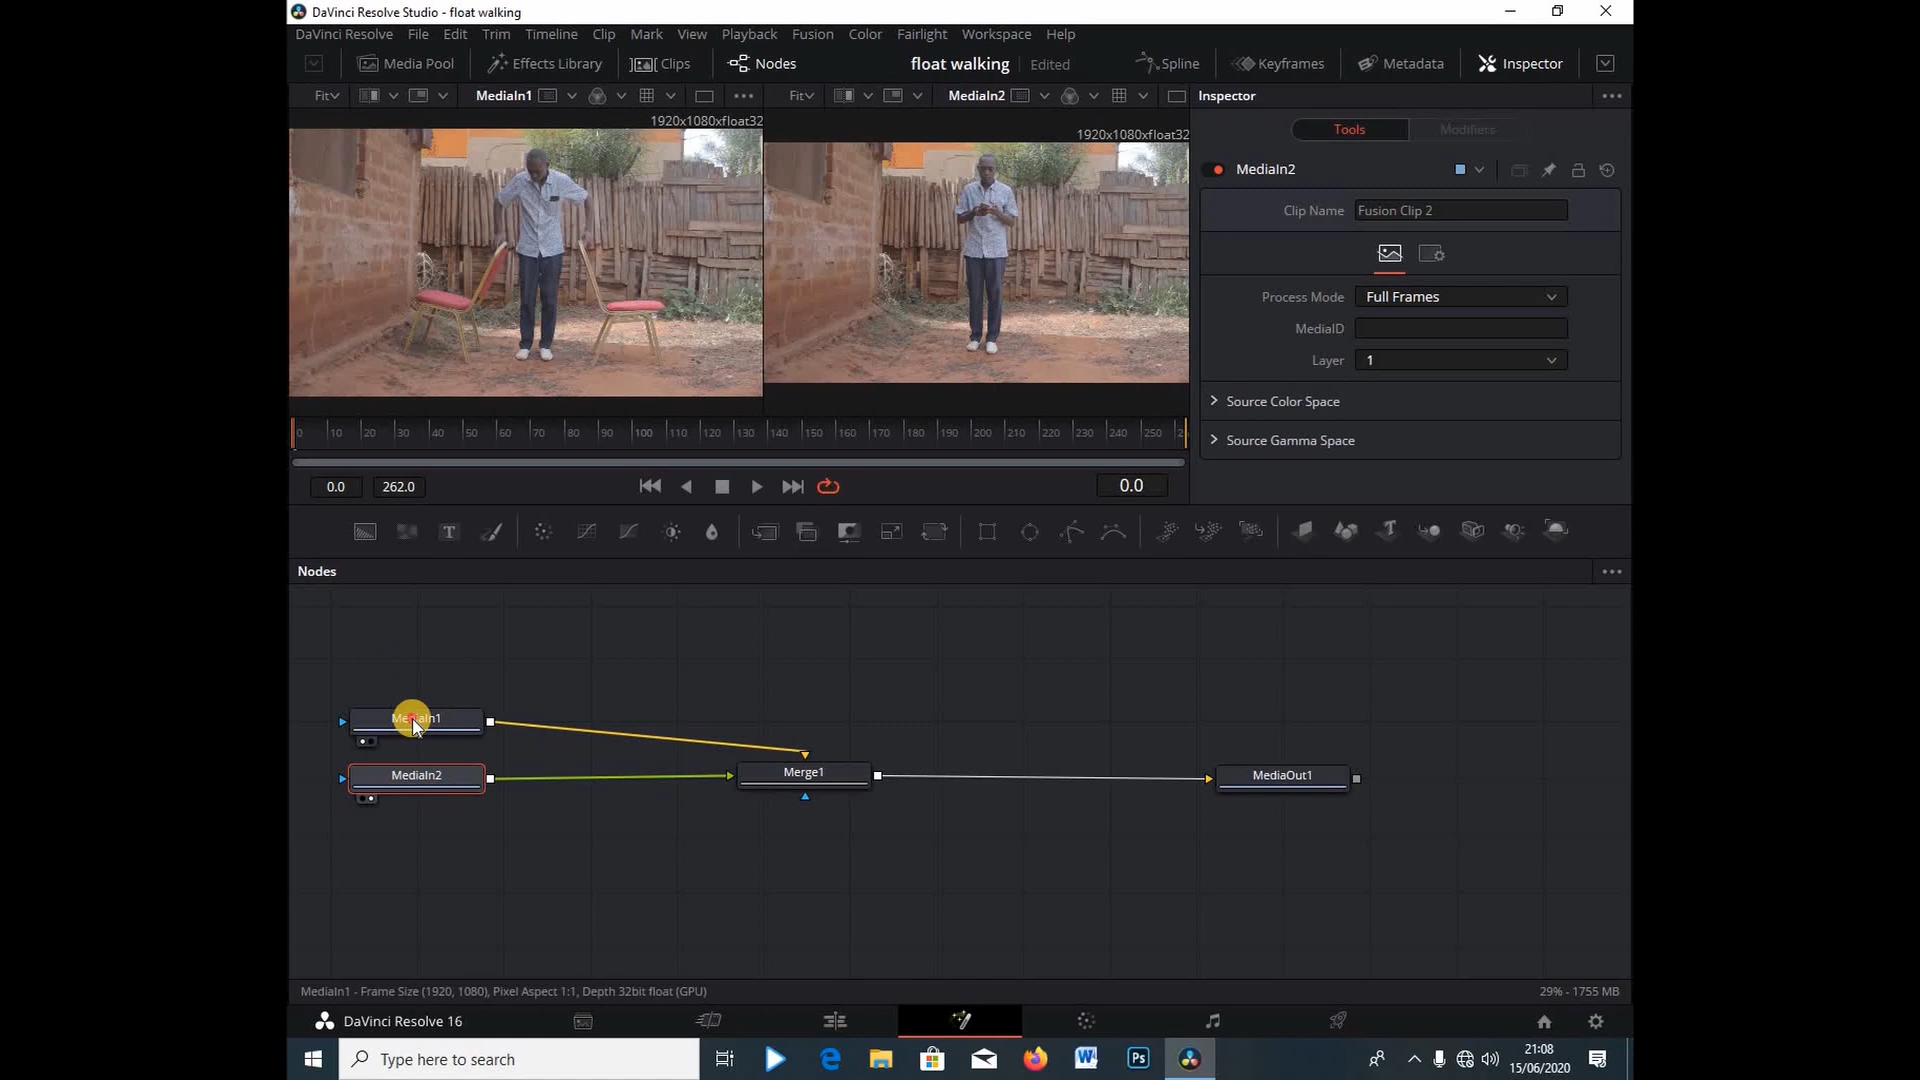 DaVinci Resolve Studio - float walking
DaVinci Resolve File Edit Trim Timeline Clip Mark View Playback Fusion Color Fairlight Workspace Help
Media Pool Effects Library Clips Nodes float walking Edited Spline Keyframes Metadata Inspector
Fit MediaIn1 Fit MediaIn2 Inspector
1920x1080xfloat32
1920x1080xfloat32
Tools Modifiers
MediaIn2
Clip Name Fusion Clip 2
Process Mode Full Frames
MediaID
Layer 1
Source Color Space
Source Gamma Space
0 10 20 30 40 50 60 70 80 90 100 110 120 130 140 150 160 170 180 190 200 210 220 230 240 250
0.0 262.0 0.0
Nodes
MediaIn1
MediaIn2 Merge1 MediaOut1
MediaIn1 - Frame Size (1920, 1080), Pixel Aspect 1:1, Depth 32bit float (GPU) 29% - 1755 MB
DaVinci Resolve 16
Type here to search
21:08
15/06/2020